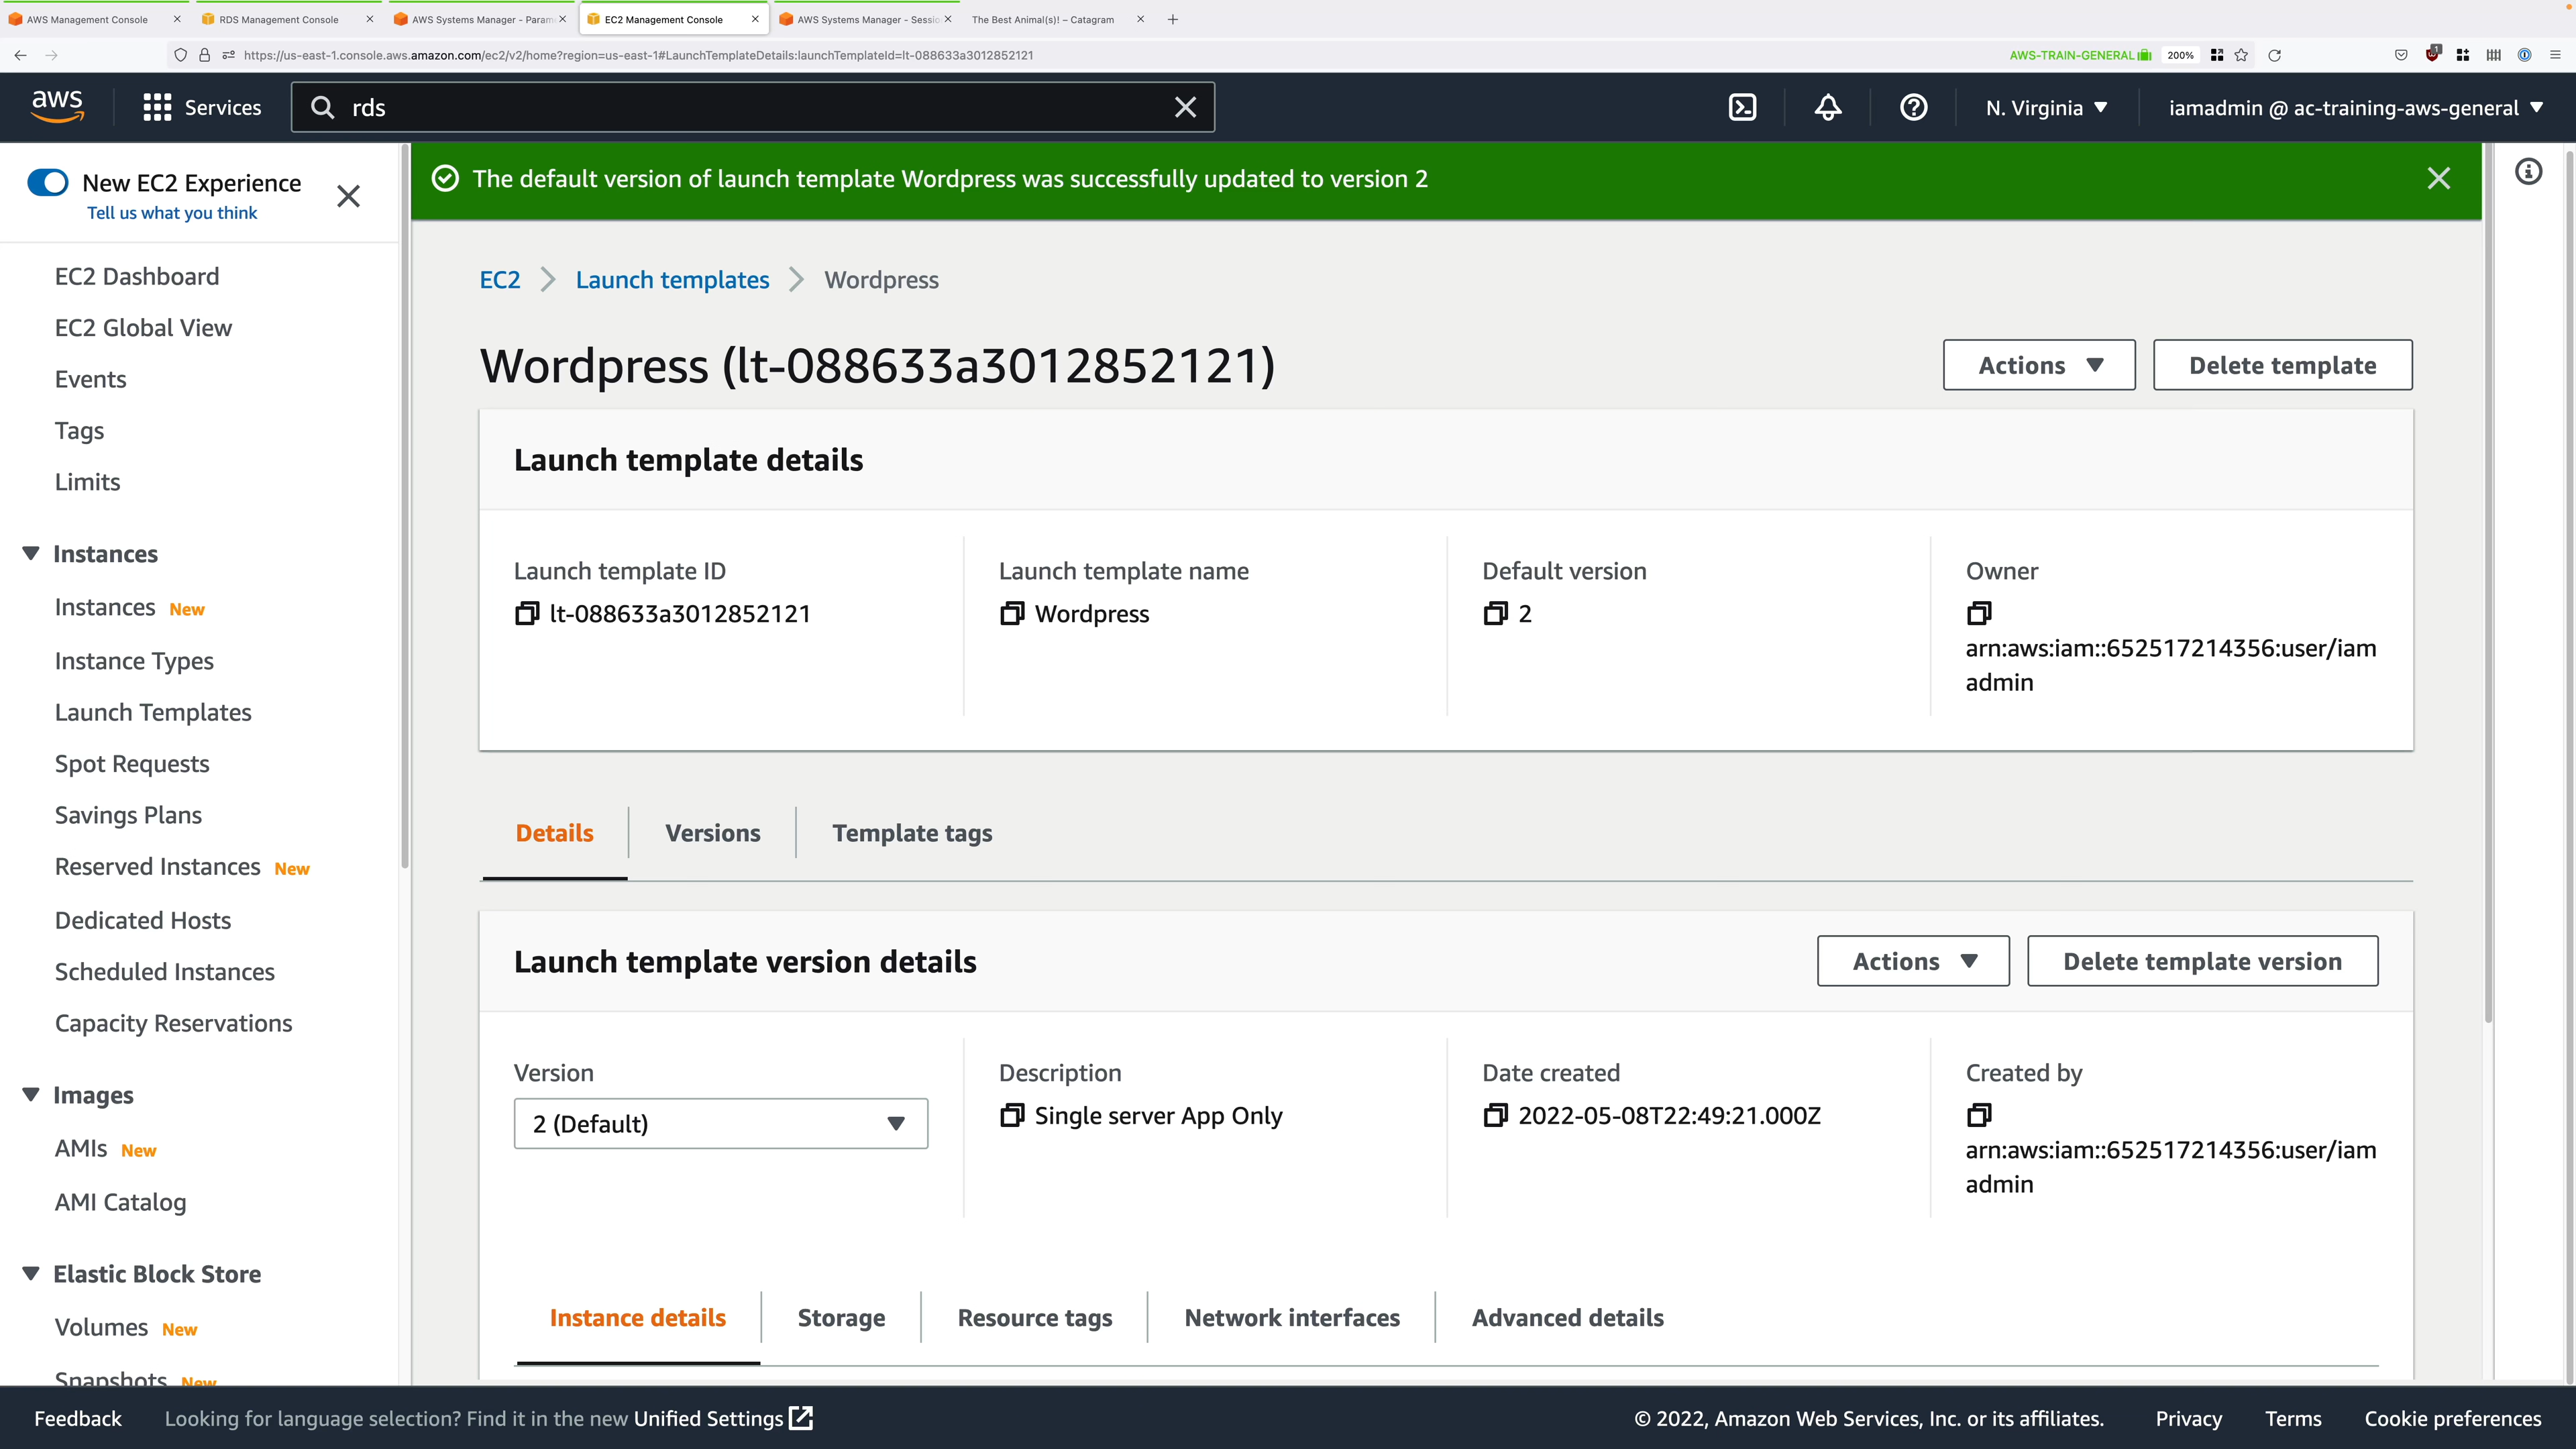 AWS Management Console
RDS Management Console
AWS Systems Manager - Param
EC2 Management Console
AWS Systems Manager - Sessio
The Best Animal(s)! – Catagram
https://us-east-1.console.aws.amazon.com/ec2/v2/home?region=us-east-1#LaunchTemplateDetails:launchTemplateId=lt-088633a3012852121
AWS-TRAIN-GENERAL
200%
1
aws
Services
rds
N. Virginia
iamadmin @ ac-training-aws-general
New EC2 Experience
Tell us what you think
The default version of launch template Wordpress was successfully updated to version 2
EC2 Dashboard
EC2 Global View
Events
Tags
Limits
Instances
Instances New
Instance Types
Launch Templates
Spot Requests
Savings Plans
Reserved Instances New
Dedicated Hosts
Scheduled Instances
Capacity Reservations
Images
AMIs New
AMI Catalog
Elastic Block Store
Volumes New
Snapshots New
EC2 > Launch templates > Wordpress
Wordpress (lt-088633a3012852121)
Actions
Delete template
Launch template details
Launch template ID
lt-088633a3012852121
Launch template name
Wordpress
Default version
2
Owner
arn:aws:iam::652517214356:user/iam
admin
Details
Versions
Template tags
Launch template version details
Actions
Delete template version
Version
2 (Default)
Description
Single server App Only
Date created
2022-05-08T22:49:21.000Z
Created by
arn:aws:iam::652517214356:user/iam
admin
Instance details
Storage
Resource tags
Network interfaces
Advanced details
Feedback
Looking for language selection? Find it in the new Unified Settings
© 2022, Amazon Web Services, Inc. or its affiliates.
Privacy
Terms
Cookie preferences